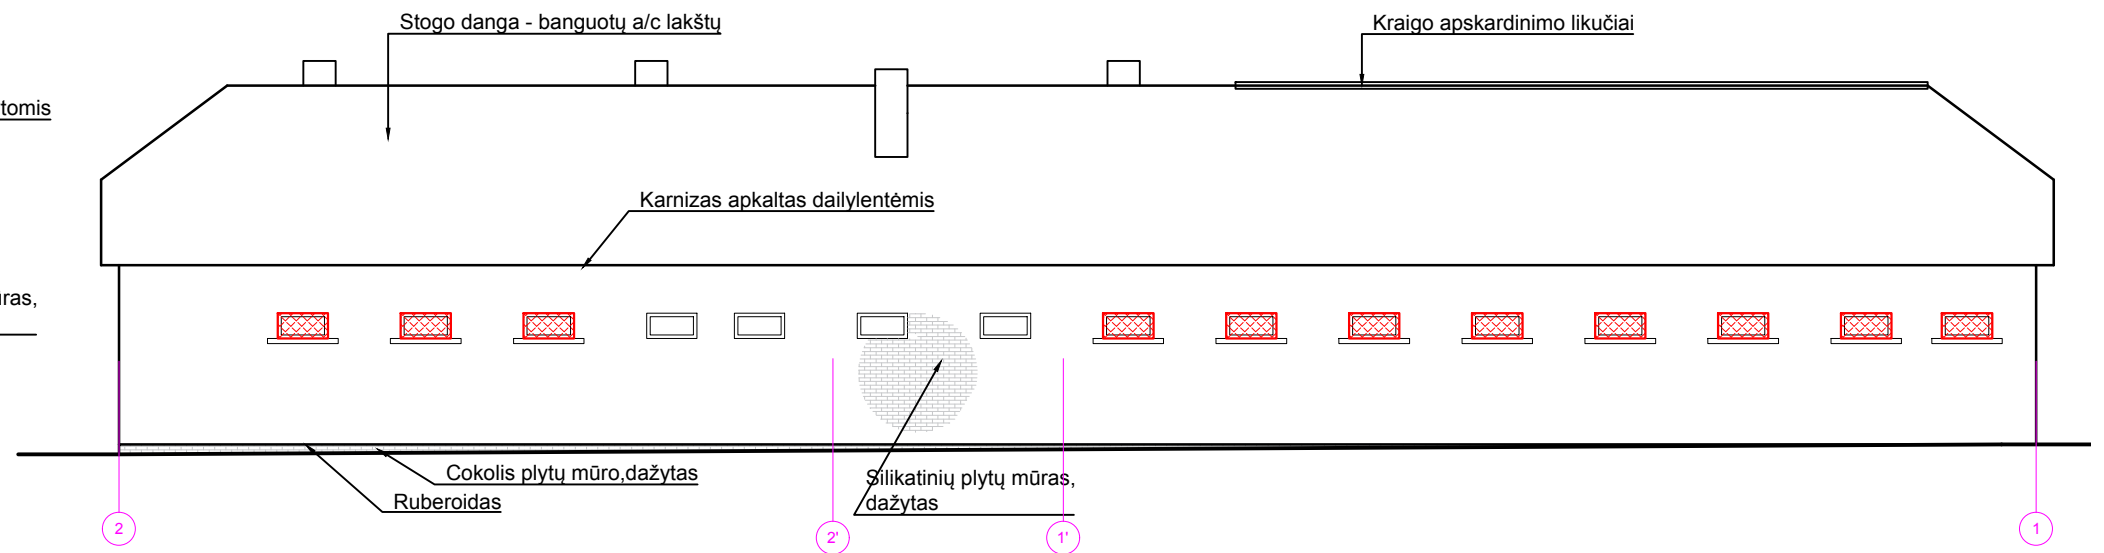 Stogo danga - banguotų a/c lakštų
Kraigo apskardinimo likučiai
tomis
Karnizas apkaltas dailylentėmis
ras,
Cokolis plytų mūro,dažytas
Ruberoidas
Silikatinių plytų mūras,
dažytas
2
2'
1'
1